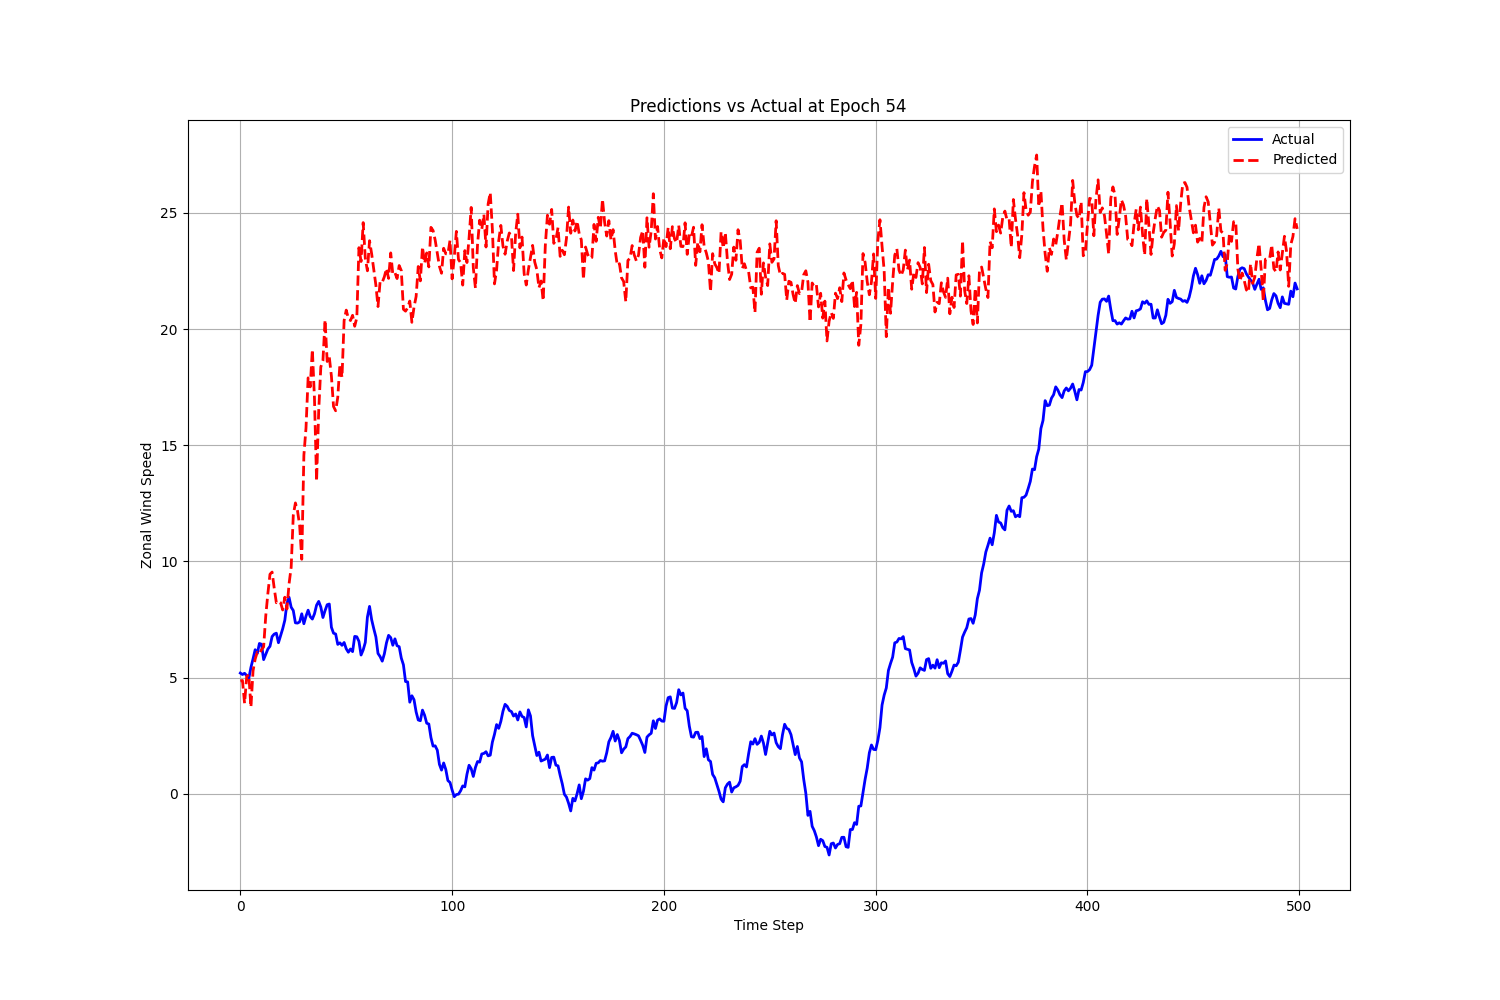 Predictions vs Actual at Epoch 54
Actual
Predicted
Zonal Wind Speed
25
20
15
10
5
0
0 100 200 300 400 500
Time Step